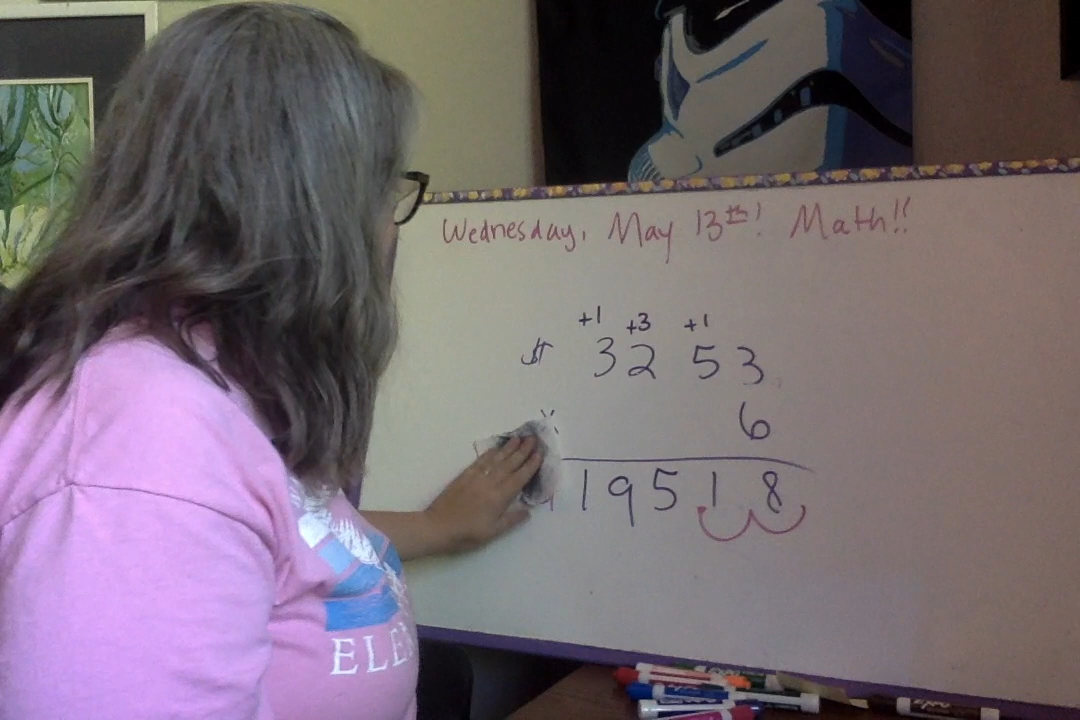 Wednesday, May 13th! Math!!
+1 +3 +1
$ 3253
6
19518
ELE